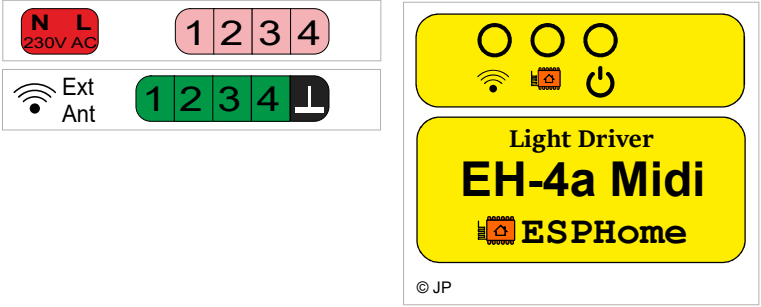 N L
230V AC
1 2 3 4
Ext
Ant
1 2 3 4
Light Driver
EH-4a Midi
ESPHome
© JP